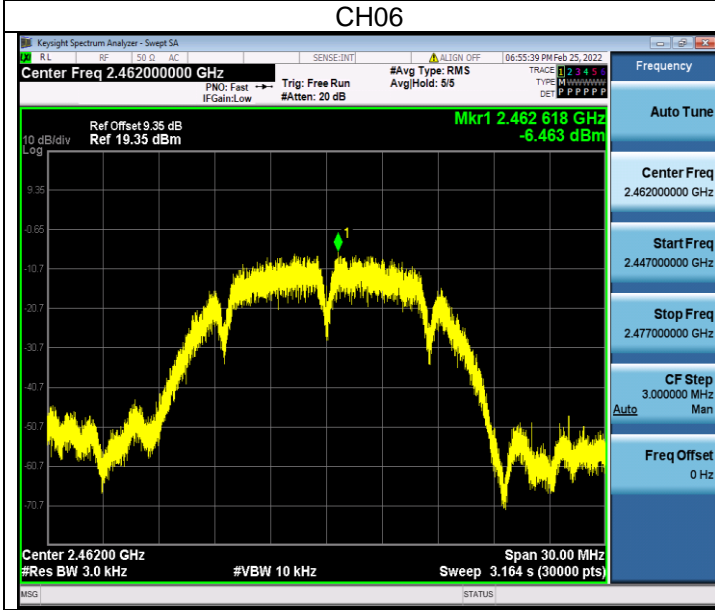 CH06
Keysight Spectrum Analyzer - Swept SA
RL RF 50 Ω AC SENSE:INT ALIGN OFF 06:55:39 PM Feb 25, 2022
Center Freq 2.462000000 GHz
PNO: Fast
IFGain:Low
Trig: Free Run
#Atten: 20 dB
#Avg Type: RMS
Avg|Hold: 5/5
TRACE 1 2 3 4 5 6
TYPE M WWWWW
DET P P P P P P
Ref Offset 9.35 dB
10 dB/div Ref 19.35 dBm
Log
Mkr1 2.462 618 GHz
-6.463 dBm
9.35
-0.65
-10.7
-20.7
-30.7
-40.7
-50.7
-60.7
-70.7
1
Center 2.46200 GHz
#Res BW 3.0 kHz
#VBW 10 kHz
Span 30.00 MHz
Sweep 3.164 s (30000 pts)
MSG
STATUS
Frequency
Auto Tune
Center Freq
2.462000000 GHz
Start Freq
2.447000000 GHz
Stop Freq
2.477000000 GHz
CF Step
3.000000 MHz
Auto Man
Freq Offset
0 Hz